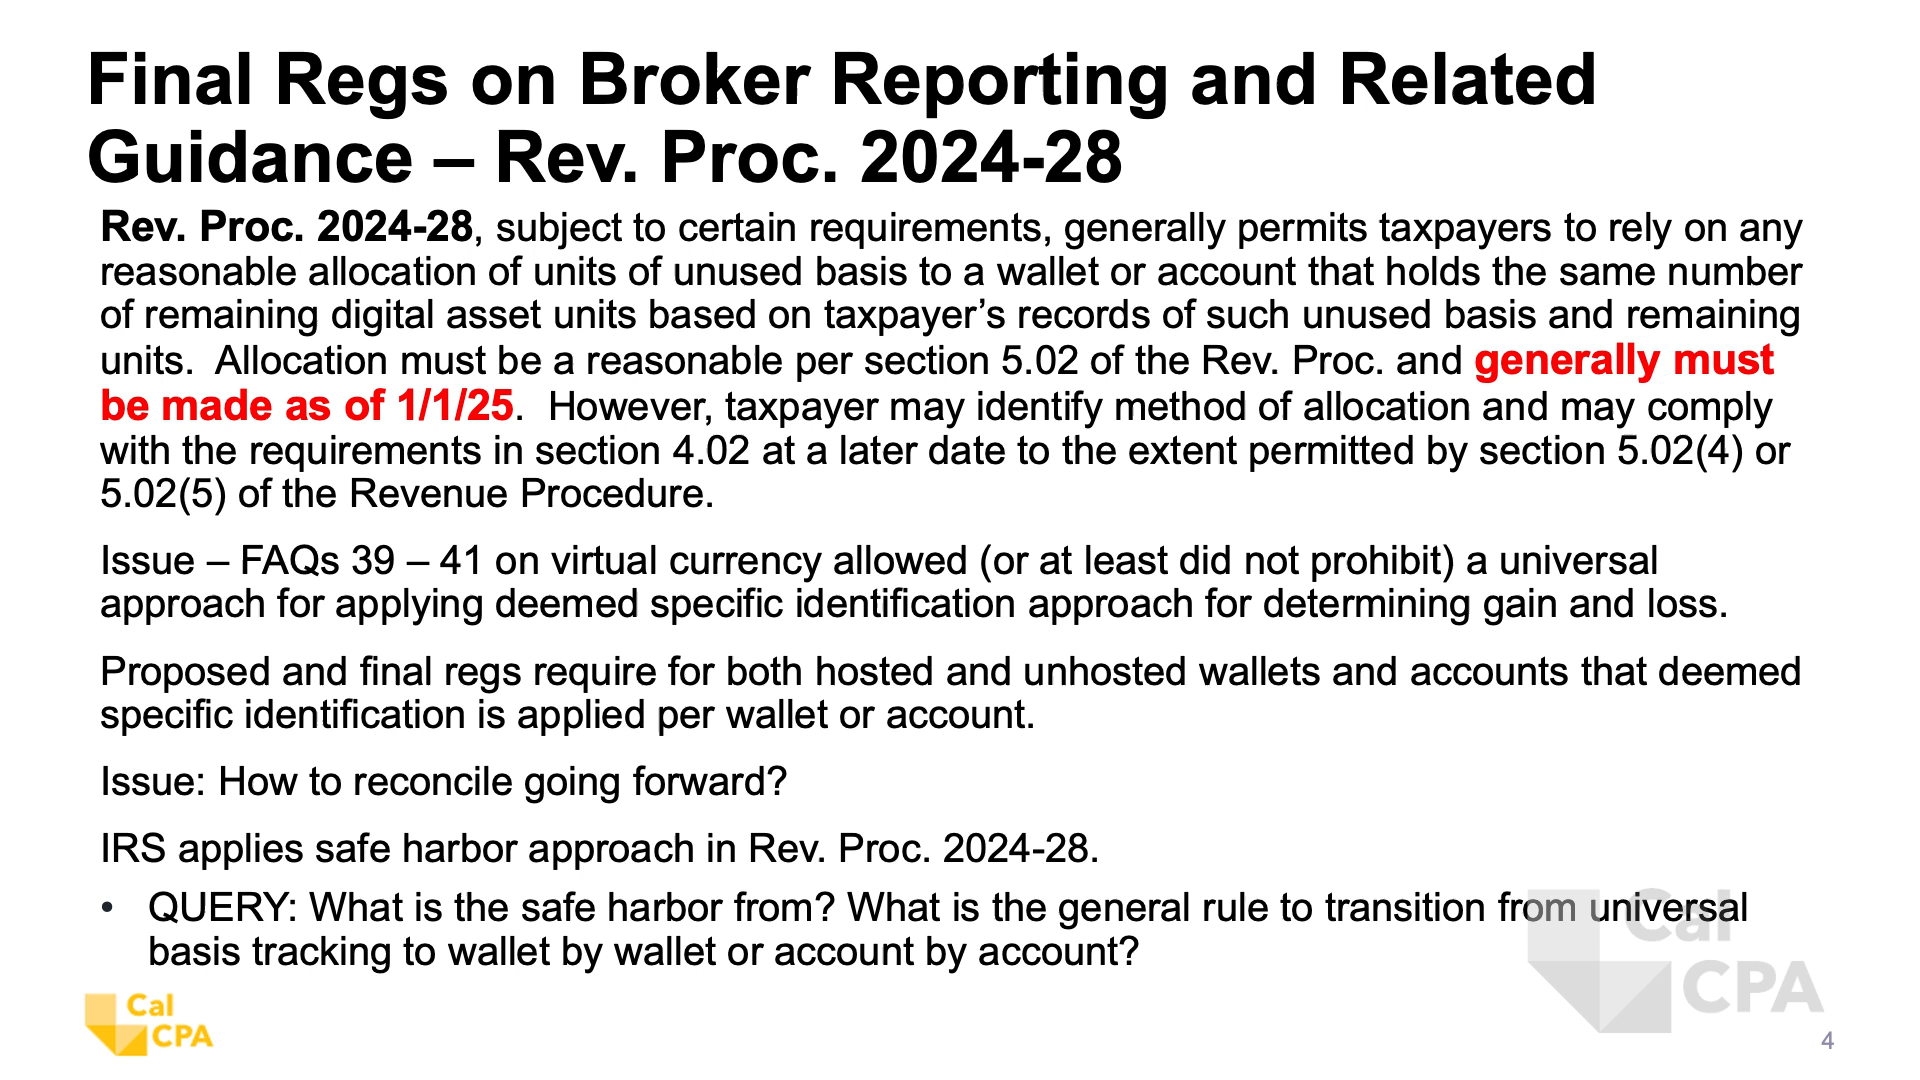 Final Regs on Broker Reporting and Related
Guidance – Rev. Proc. 2024-28
Rev. Proc. 2024-28, subject to certain requirements, generally permits taxpayers to rely on any
reasonable allocation of units of unused basis to a wallet or account that holds the same number
of remaining digital asset units based on taxpayer’s records of such unused basis and remaining
units.  Allocation must be a reasonable per section 5.02 of the Rev. Proc. and generally must
be made as of 1/1/25.  However, taxpayer may identify method of allocation and may comply
with the requirements in section 4.02 at a later date to the extent permitted by section 5.02(4) or
5.02(5) of the Revenue Procedure.
Issue – FAQs 39 – 41 on virtual currency allowed (or at least did not prohibit) a universal
approach for applying deemed specific identification approach for determining gain and loss.
Proposed and final regs require for both hosted and unhosted wallets and accounts that deemed
specific identification is applied per wallet or account.
Issue: How to reconcile going forward?
IRS applies safe harbor approach in Rev. Proc. 2024-28.
• QUERY: What is the safe harbor from? What is the general rule to transition from universal
basis tracking to wallet by wallet or account by account?
Cal
CPA
Cal
CPA
4